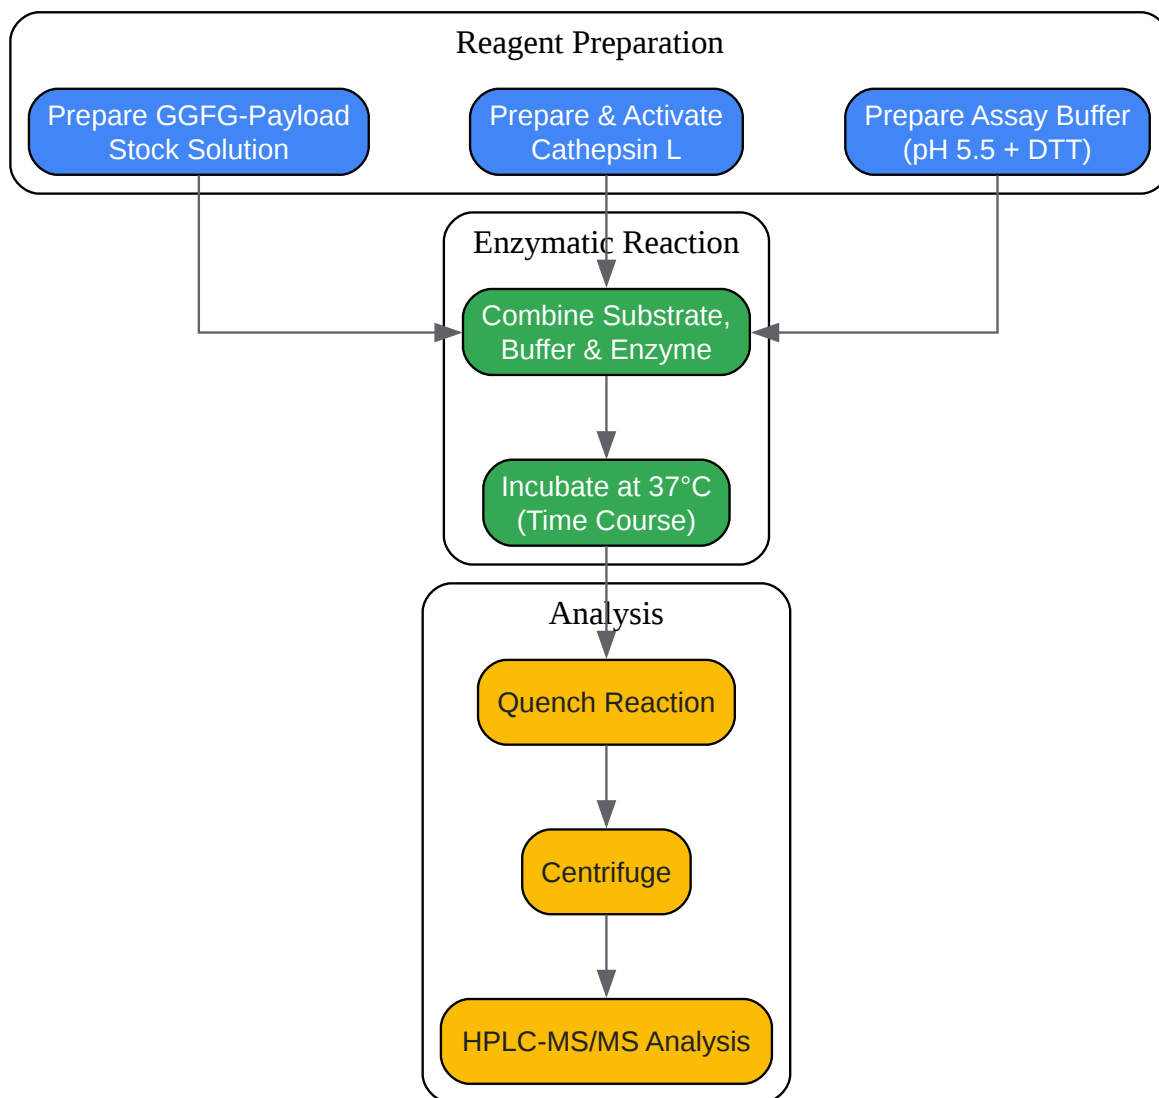 Reagent Preparation
Prepare GGFG-Payload
Stock Solution
Prepare & Activate
Cathepsin L
Prepare Assay Buffer
(pH 5.5 + DTT)
Enzymatic Reaction
Combine Substrate,
Buffer & Enzyme
Incubate at 37°C
(Time Course)
Analysis
Quench Reaction
Centrifuge
HPLC-MS/MS Analysis